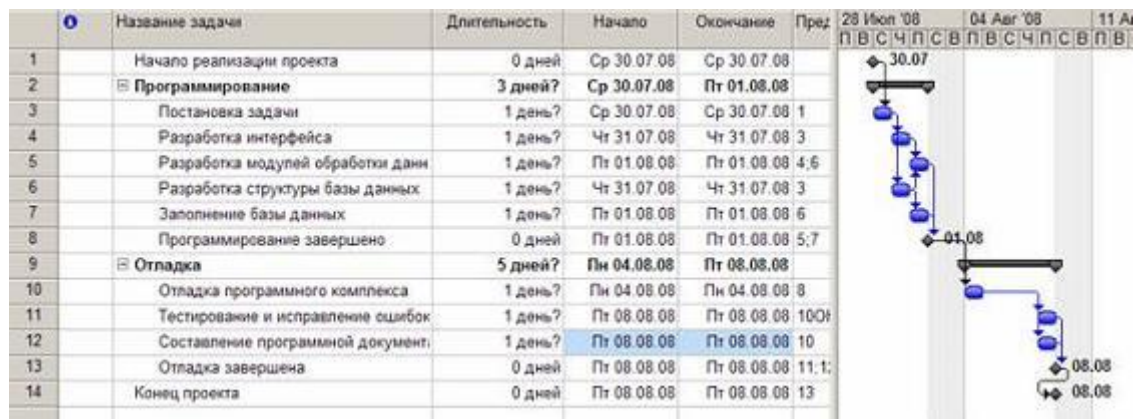 Название задачи Длительность Начало Окончание Пред 28 Июл '08 04 Авг '08 11 А
П В С Ч П С В П В С Ч П С В П В
1 Начало реализации проекта 0 дней Ср 30.07.08 Ср 30.07.08 30.07
2 Программирование 3 дней? Ср 30.07.08 Пт 01.08.08
3 Постановка задачи 1 день? Ср 30.07.08 Ср 30.07.08 1
4 Разработка интерфейса 1 день? Чт 31.07.08 Чт 31.07.08 3
5 Разработка модулей обработки данн 1 день? Пт 01.08.08 Пт 01.08.08 4;6
6 Разработка структуры базы данных 1 день? Чт 31.07.08 Чт 31.07.08 3
7 Заполнение базы данных 1 день? Пт 01.08.08 Пт 01.08.08 6
8 Программирование завершено 0 дней Пт 01.08.08 Пт 01.08.08 5;7 01.08
9 Отладка 5 дней? Пн 04.08.08 Пт 08.08.08
10 Отладка программного комплекса 1 день? Пн 04.08.08 Пн 04.08.08 8
11 Тестирование и исправление ошибок 1 день? Пт 08.08.08 Пт 08.08.08 10ОН
12 Составление программной документ 1 день? Пт 08.08.08 Пт 08.08.08 10
13 Отладка завершена 0 дней Пт 08.08.08 Пт 08.08.08 11;1 08.08
14 Конец проекта 0 дней Пт 08.08.08 Пт 08.08.08 13 08.08